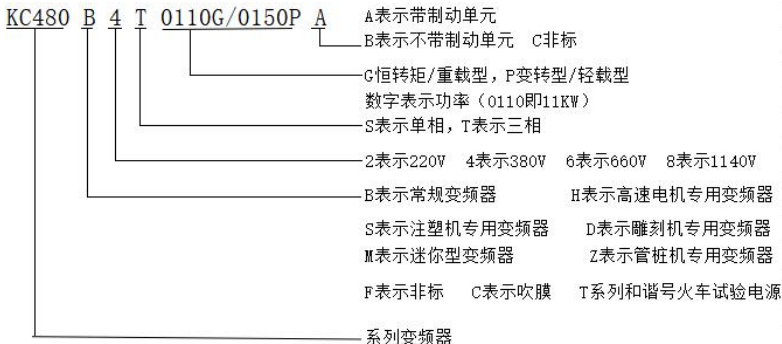 KC480 B 4 T 0110G/0150P A
A表示带制动单元
B表示不带制动单元 C非标
G恒转矩/重载型，P变转型/轻载型
数字表示功率（0110即11KW）
S表示单相，T表示三相
2表示220V 4表示380V 6表示660V 8表示1140V
B表示常规变频器 H表示高速电机专用变频器
S表示注塑机专用变频器 D表示雕刻机专用变频器
M表示迷你型变频器 Z表示管桩机专用变频器
F表示非标 C表示吹膜 T系列和谐号火车试验电源
系列变频器